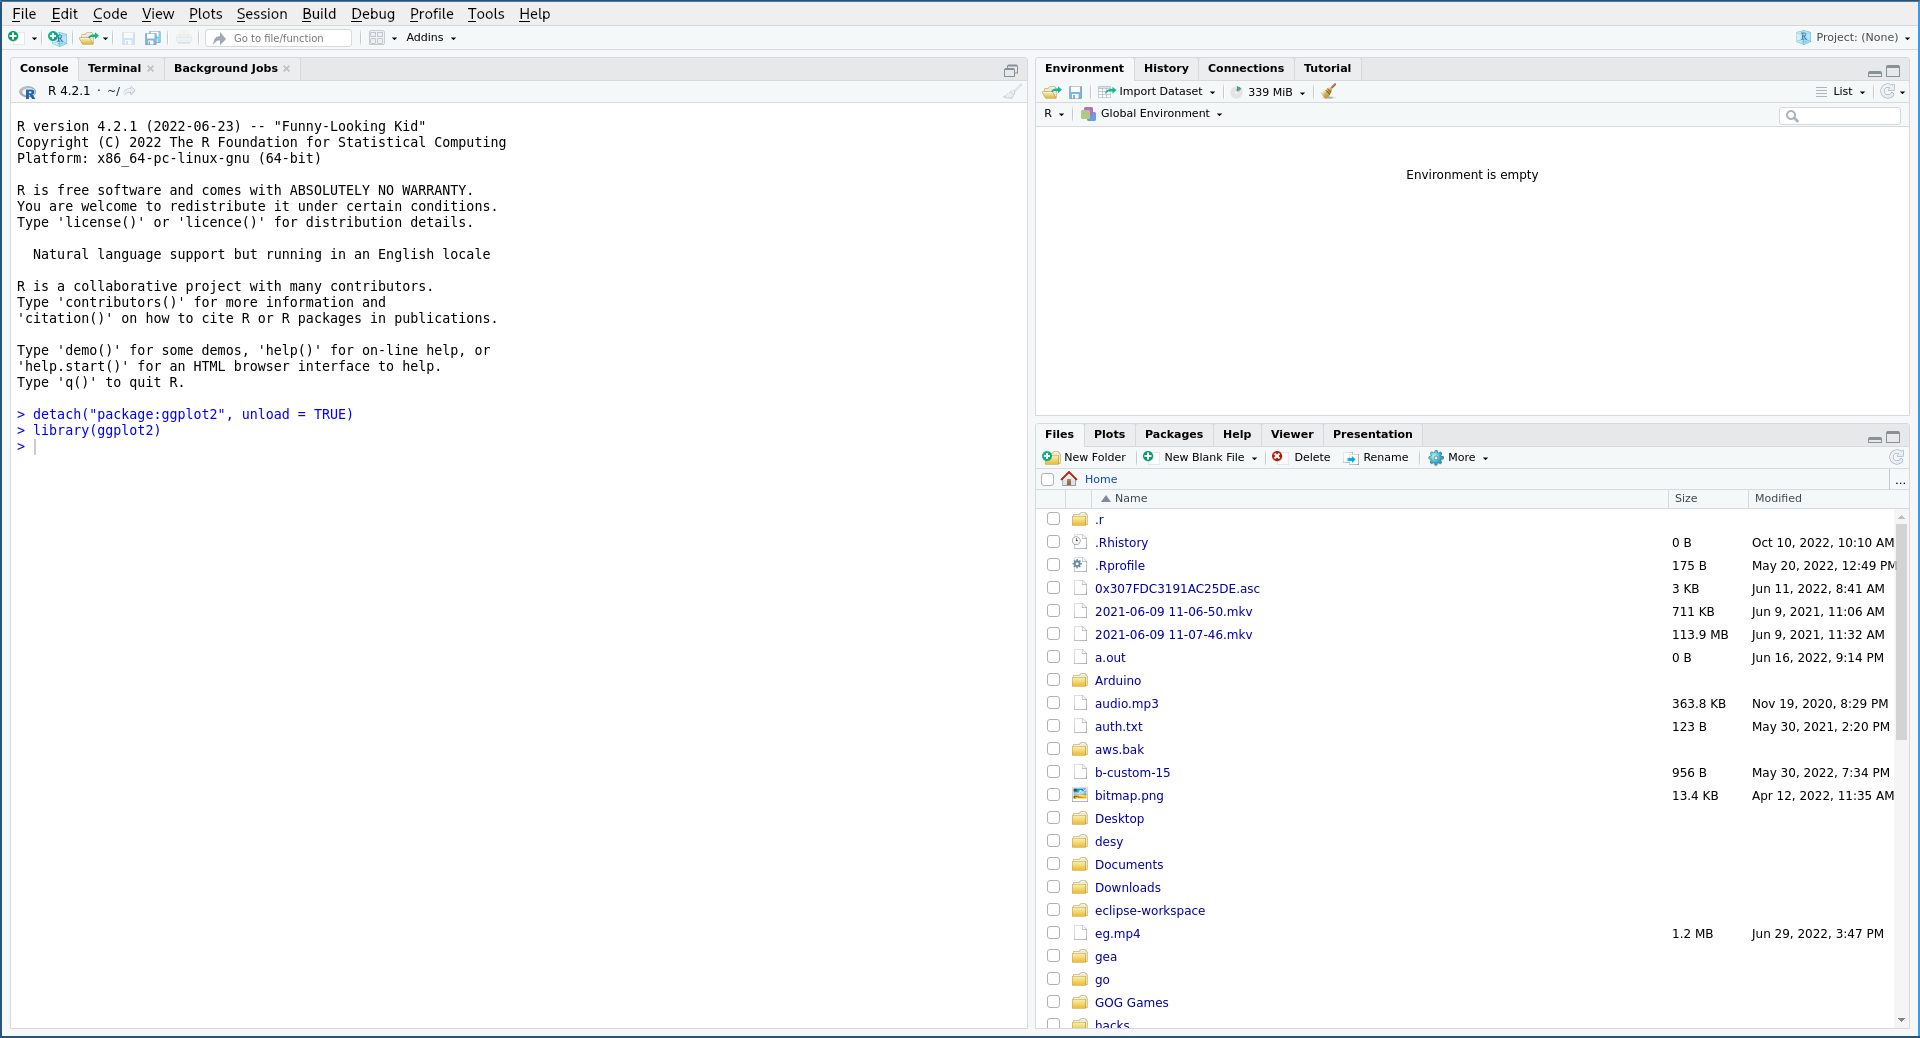 File Edit Code View Plots Session Build Debug Profile Tools Help
Go to file/function Addins Project: (None)
Console Terminal Background Jobs
R 4.2.1 · ~/
R version 4.2.1 (2022-06-23) -- "Funny-Looking Kid"
Copyright (C) 2022 The R Foundation for Statistical Computing
Platform: x86_64-pc-linux-gnu (64-bit)
R is free software and comes with ABSOLUTELY NO WARRANTY.
You are welcome to redistribute it under certain conditions.
Type 'license()' or 'licence()' for distribution details.
Natural language support but running in an English locale
R is a collaborative project with many contributors.
Type 'contributors()' for more information and
'citation()' on how to cite R or R packages in publications.
Type 'demo()' for some demos, 'help()' for on-line help, or
'help.start()' for an HTML browser interface to help.
Type 'q()' to quit R.
> detach("package:ggplot2", unload = TRUE)
> library(ggplot2)
>
Environment History Connections Tutorial
Import Dataset 339 MiB List
R Global Environment
Environment is empty
Files Plots Packages Help Viewer Presentation
New Folder New Blank File Delete Rename More
Home ...
Name Size Modified
.r
.Rhistory 0 B Oct 10, 2022, 10:10 AM
.Rprofile 175 B May 20, 2022, 12:49 PM
0x307FDC3191AC25DE.asc 3 KB Jun 11, 2022, 8:41 AM
2021-06-09 11-06-50.mkv 711 KB Jun 9, 2021, 11:06 AM
2021-06-09 11-07-46.mkv 113.9 MB Jun 9, 2021, 11:32 AM
a.out 0 B Jun 16, 2022, 9:14 PM
Arduino
audio.mp3 363.8 KB Nov 19, 2020, 8:29 PM
auth.txt 123 B May 30, 2021, 2:20 PM
aws.bak
b-custom-15 956 B May 30, 2022, 7:34 PM
bitmap.png 13.4 KB Apr 12, 2022, 11:35 AM
Desktop
desy
Documents
Downloads
eclipse-workspace
eg.mp4 1.2 MB Jun 29, 2022, 3:47 PM
gea
go
GOG Games
hacks